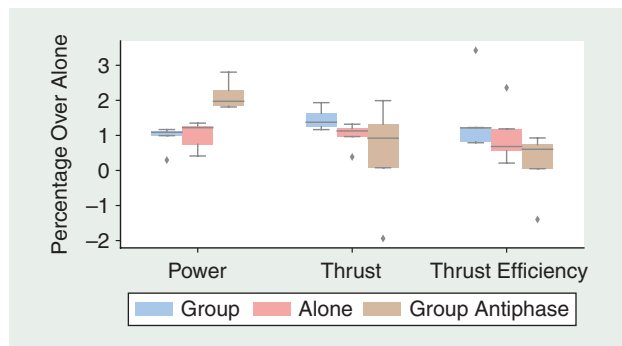 Percentage Over Alone
3
2
1
0
−1
−2
Power Thrust Thrust Efficiency
Group Alone Group Antiphase